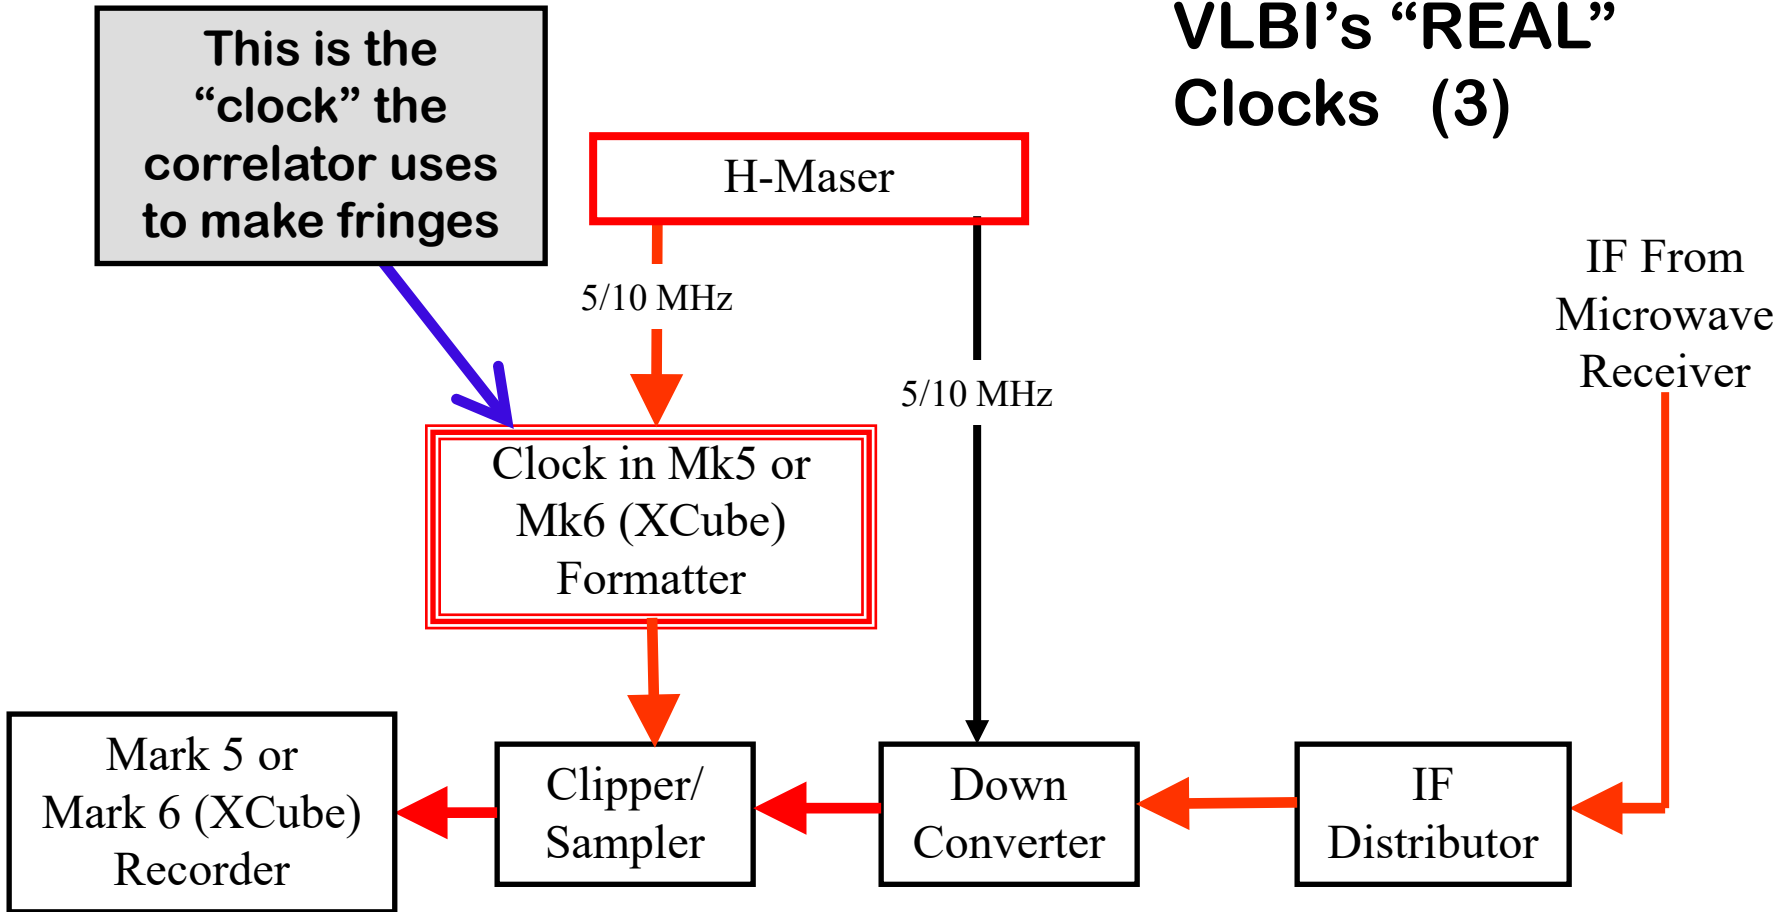 VLBI’s “REAL”
Clocks (3)
This is the
“clock” the
correlator uses
to make fringes
H-Maser
5/10 MHz
5/10 MHz
IF From
Microwave
Receiver
Clock in Mk5 or
Mk6 (XCube)
Formatter
Mark 5 or
Mark 6 (XCube)
Recorder
Clipper/
Sampler
Down
Converter
IF
Distributor